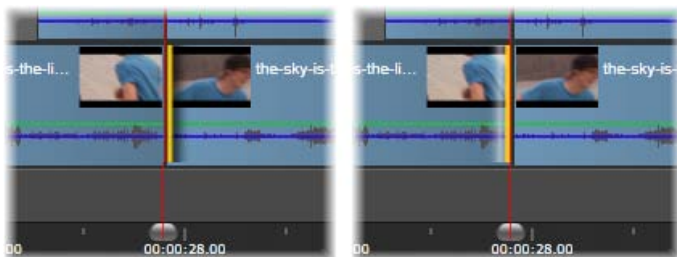 s-the-li...
the-sky-is-t
s-the-li...
the-sky-is-
00
00:00:28.00
.00
00:00:28.00